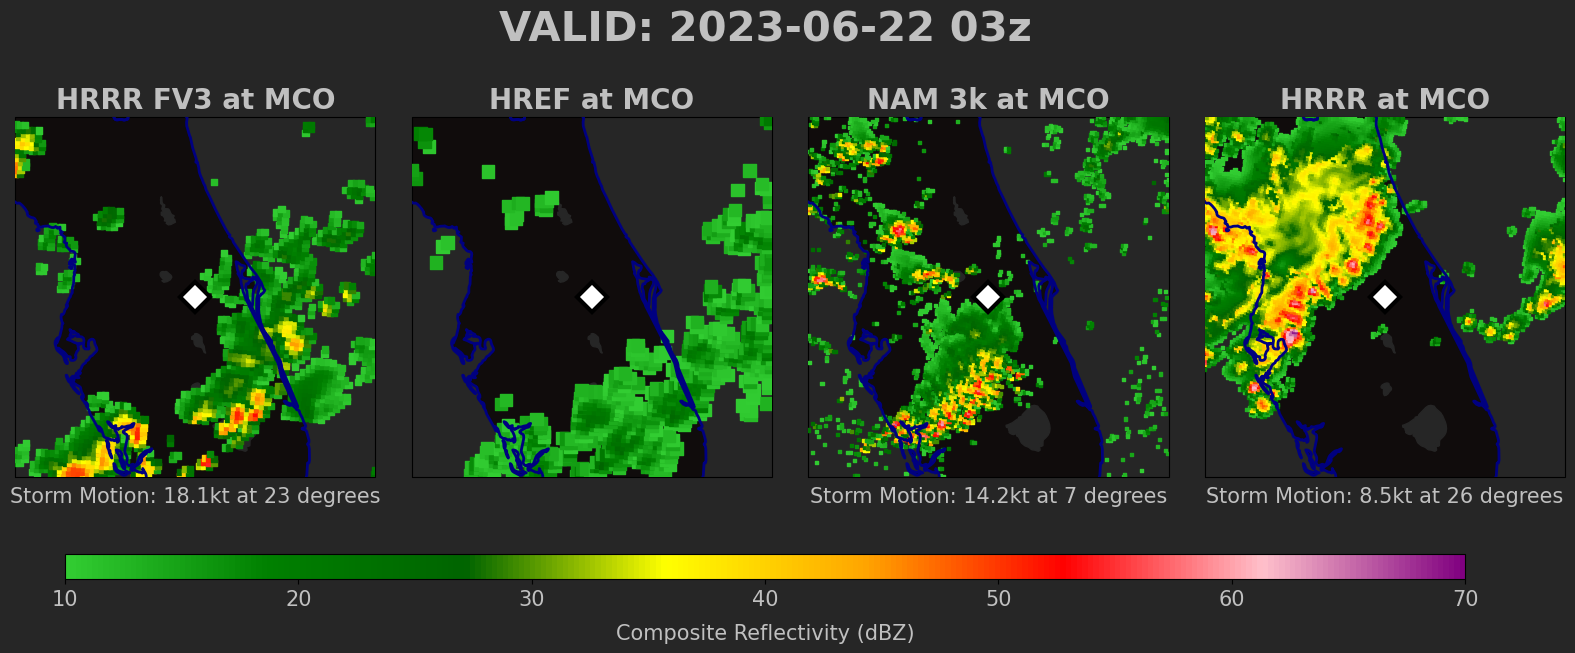 VALID: 2023-06-22 03z
HRRR FV3 at MCO
HREF at MCO
NAM 3k at MCO
HRRR at MCO
Storm Motion: 18.1kt at 23 degrees
Storm Motion: 14.2kt at 7 degrees
Storm Motion: 8.5kt at 26 degrees
10 20 30 40 50 60 70
Composite Reflectivity (dBZ)